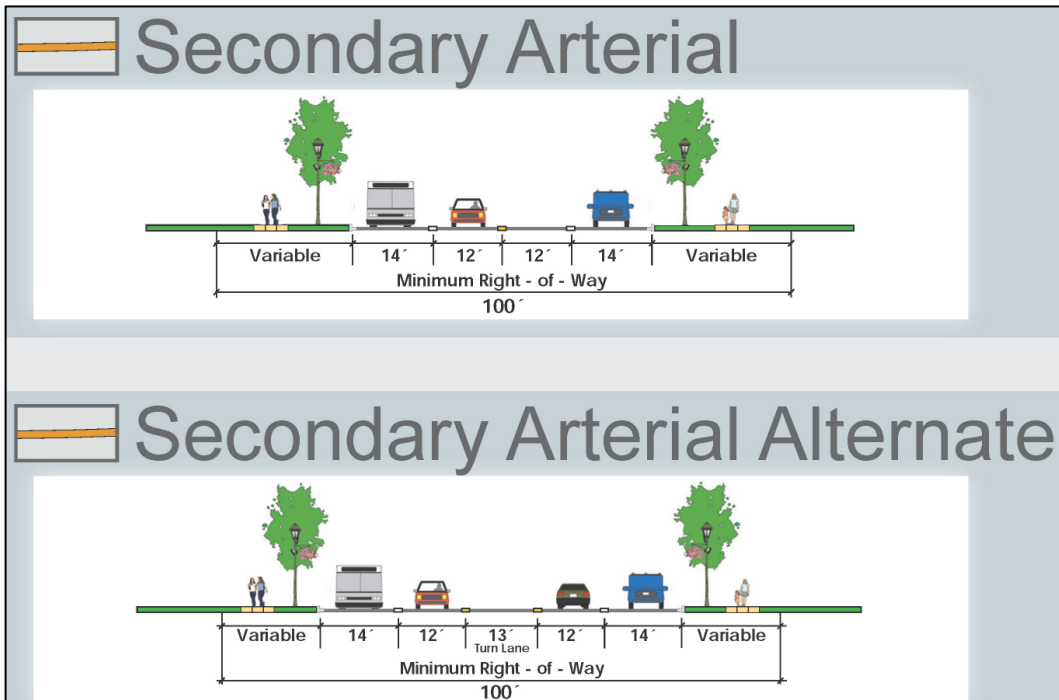 Secondary Arterial
Variable 14´ 12´ 12´ 14´ Variable
Minimum Right - of - Way
100´
Secondary Arterial Alternate
Variable 14´ 12´ 13´ 12´ 14´ Variable
Turn Lane
Minimum Right - of - Way
100´